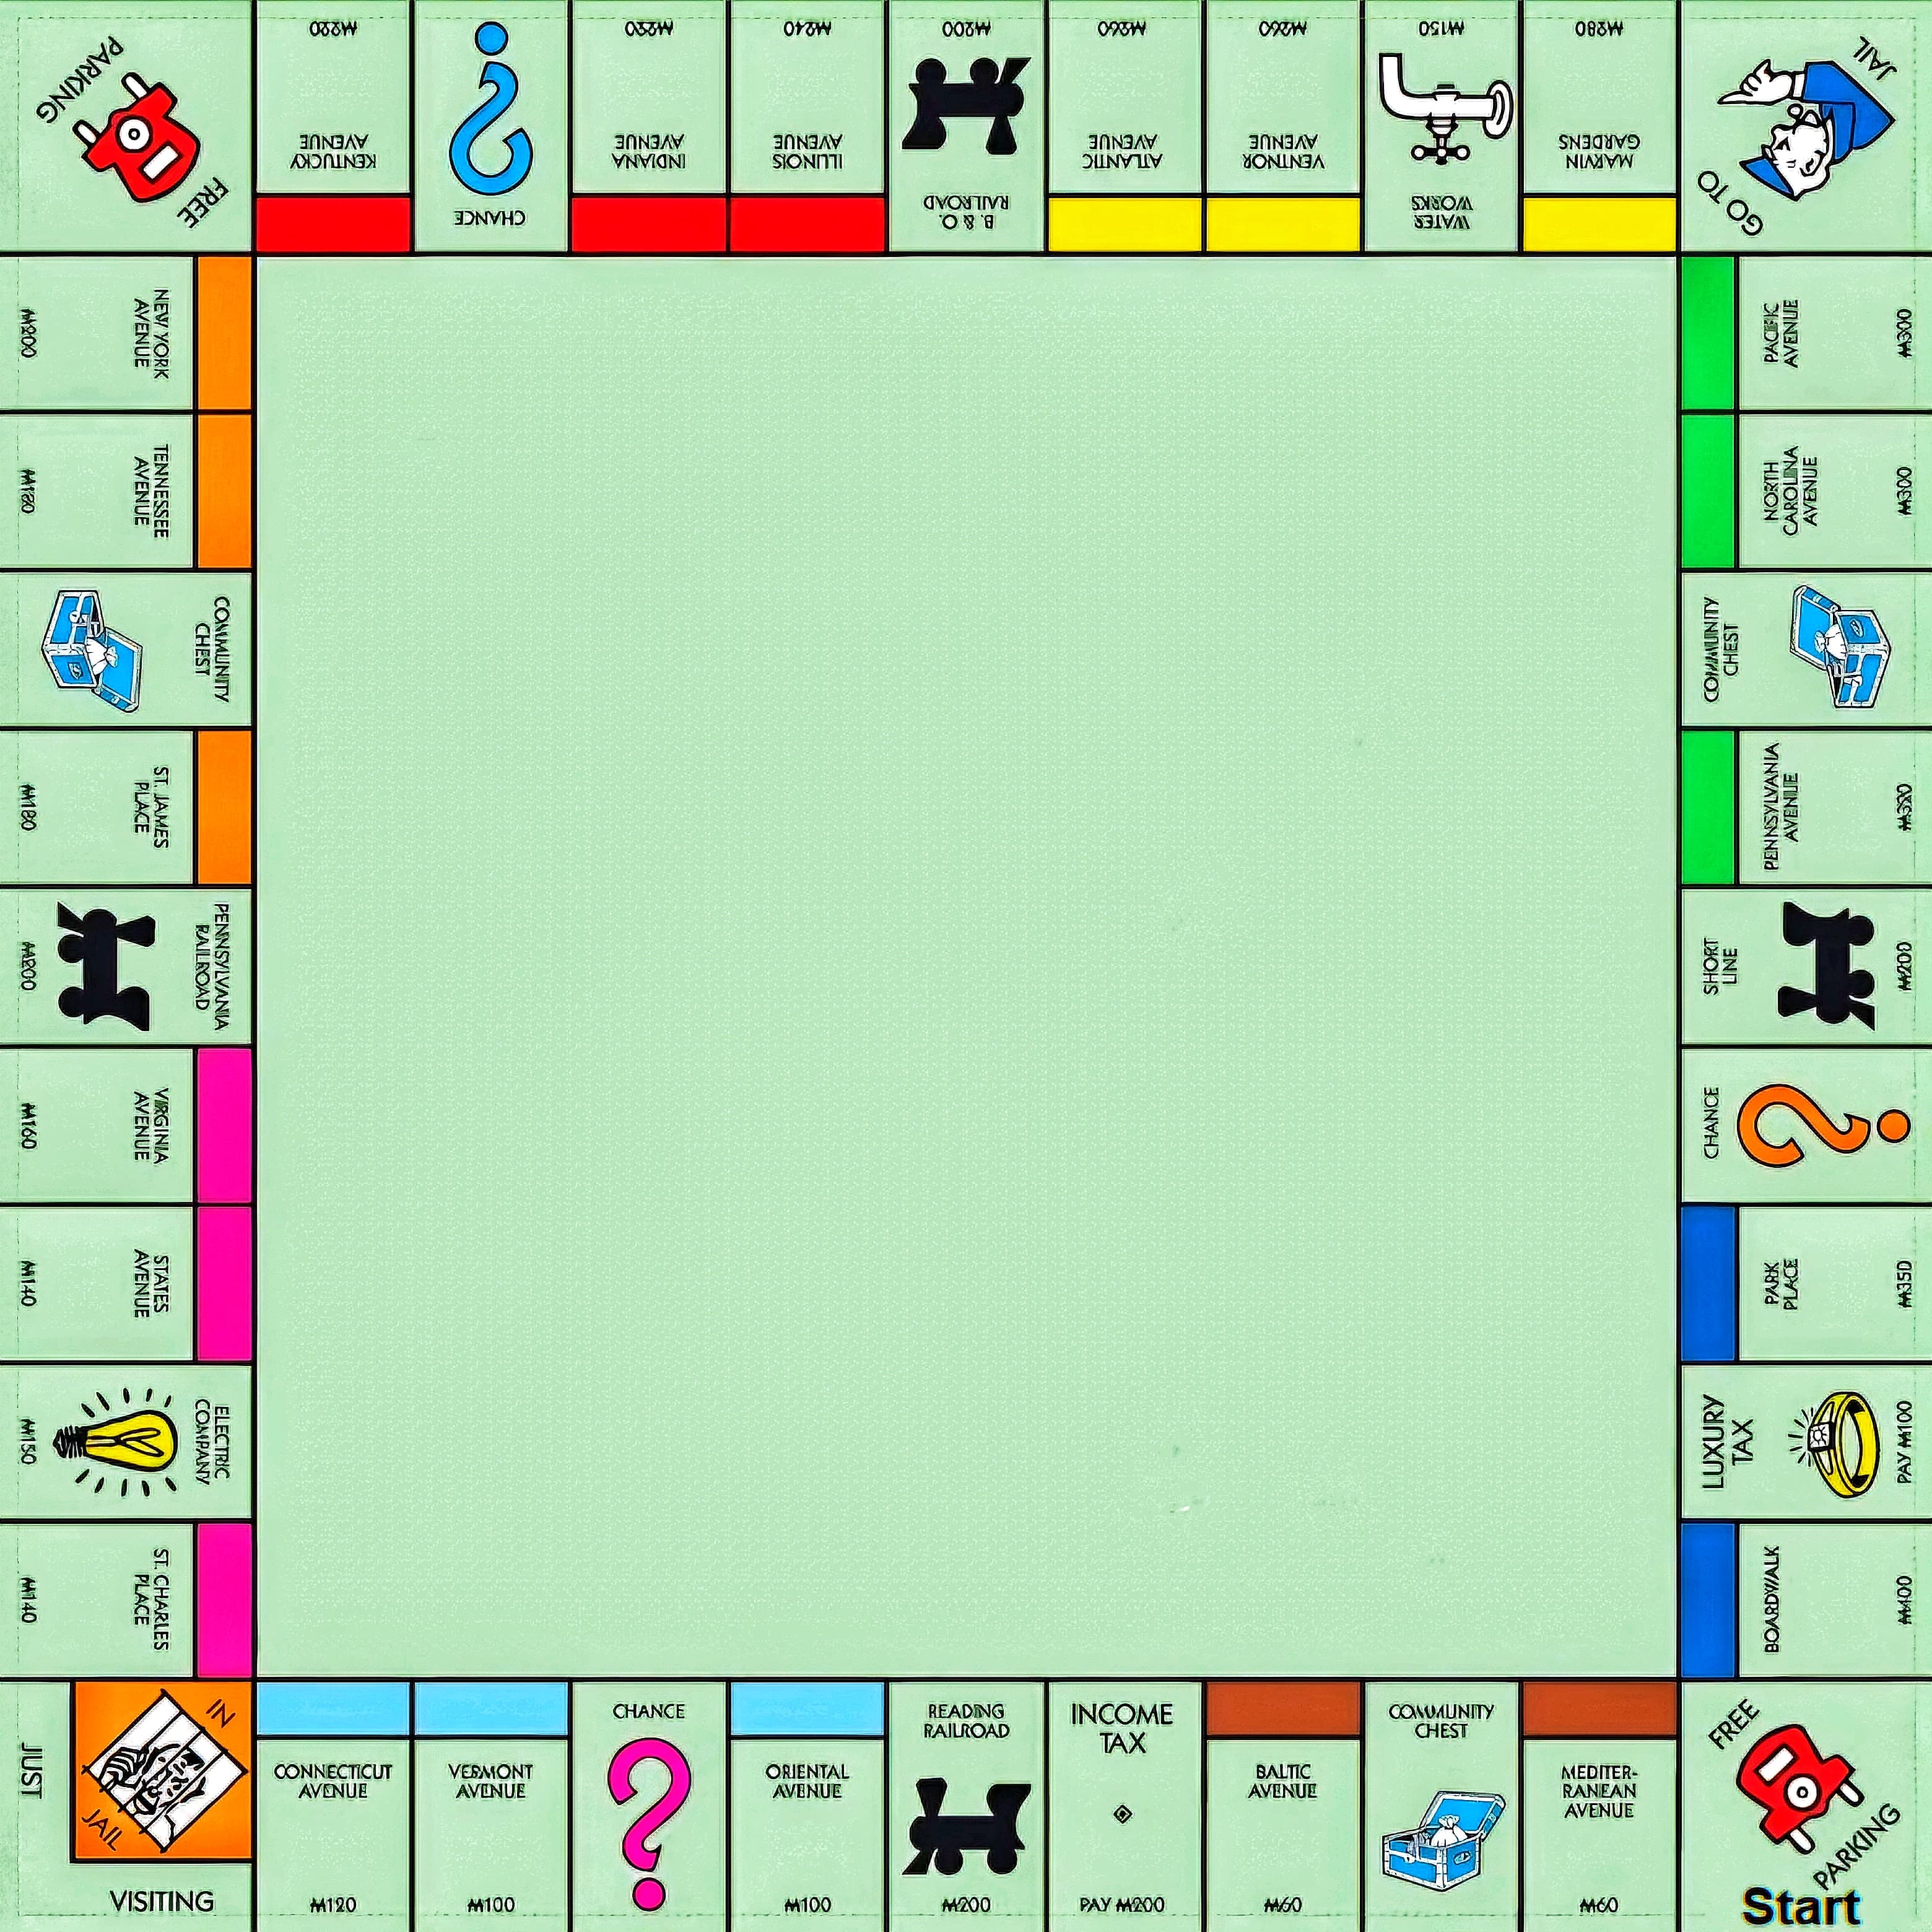 PARKING
FREE
₩220
KENTUCKY
AVENUE
CHANCE
₩220
INDIANA
AVENUE
₩240
ILLINOIS
AVENUE
₩200
B. & O.
RAILROAD
₩260
ATLANTIC
AVENUE
₩260
VENTNOR
AVENUE
₩150
WATER
WORKS
₩280
MARVIN
GARDENS
GO TO
JAIL
NEW YORK
AVENUE
₩200
TENNESSEE
AVENUE
₩180
COMMUNITY
CHEST
ST. JAMES
PLACE
₩180
PENNSYLVANIA
RAILROAD
₩200
VIRGINIA
AVENUE
₩160
STATES
AVENUE
₩140
ELECTRIC
COMPANY
₩150
ST. CHARLES
PLACE
₩140
PACIFIC
AVENUE
₩300
NORTH
CAROLINA
AVENUE
₩300
COMMUNITY
CHEST
PENNSYLVANIA
AVENUE
₩320
SHORT
LINE
₩200
CHANCE
?
PARK
PLACE
₩350
LUXURY
TAX
PAY ₩100
BOARDWALK
₩400
JUST
VISITING
IN
JAIL
CONNECTICUT
AVENUE
₩120
VERMONT
AVENUE
₩100
CHANCE
?
ORIENTAL
AVENUE
₩100
READING
RAILROAD
₩200
INCOME
TAX
PAY ₩200
BALTIC
AVENUE
₩60
COMMUNITY
CHEST
MEDITER-
RANEAN
AVENUE
₩60
FREE
PARKING
Start